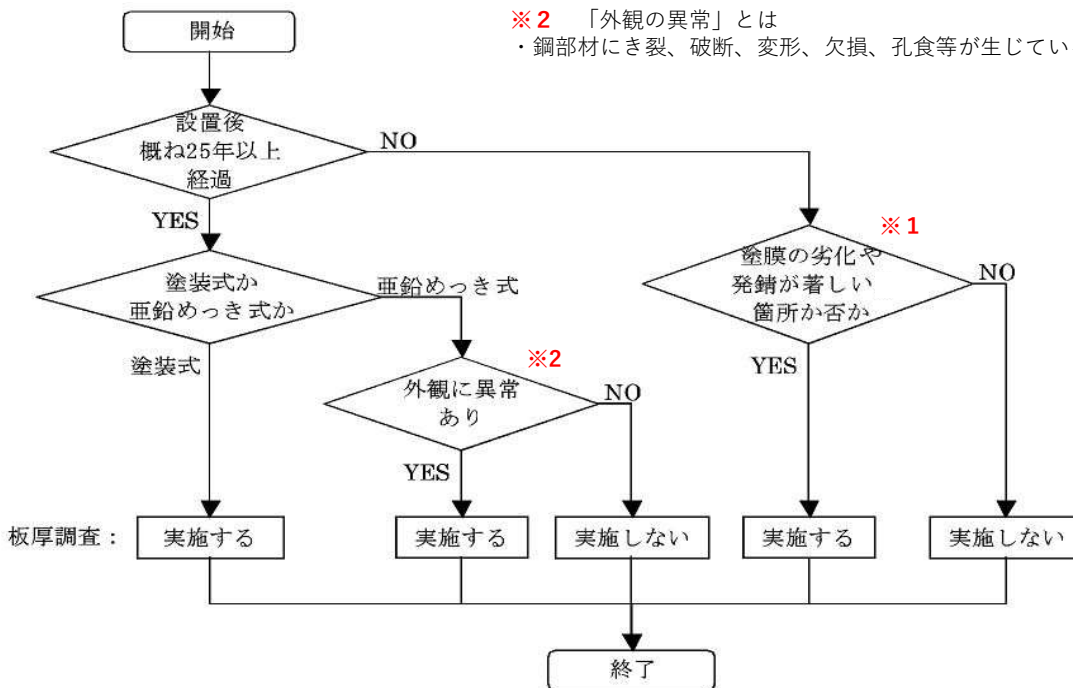 ※2 「外観の異常」とは
・鋼部材にき裂、破断、変形、欠損、孔食等が生じてい
開始
設置後
概ね25年以上
経過
NO
YES
※1
塗膜の劣化や
発錆が著しい
箇所か否か
NO
YES
塗装式か
亜鉛めっき式か
亜鉛めっき式
塗装式
※2
外観に異常
あり
NO
YES
板厚調査：
実施する
実施する
実施しない
実施する
実施しない
終了